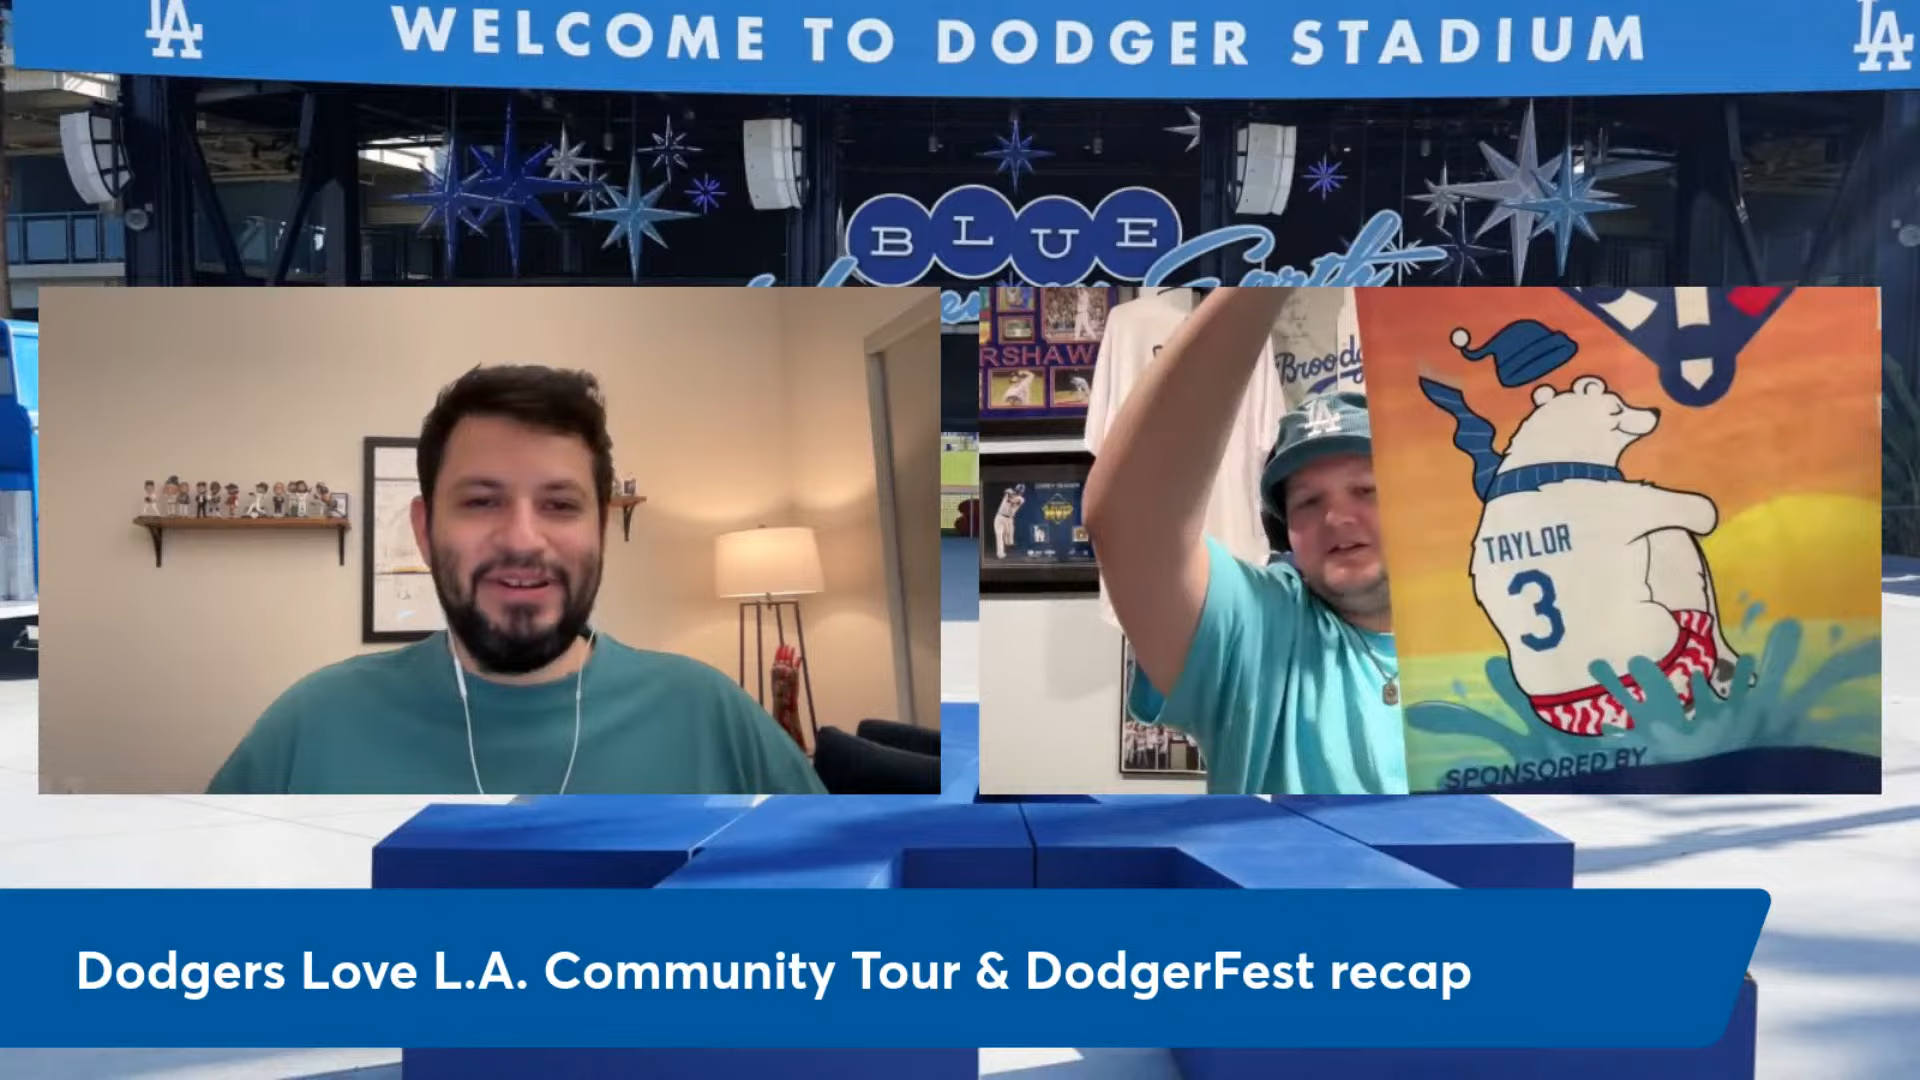 LA WELCOME TO DODGER STADIUM LA
BLUE
RSHAW
Brood
LA
TAYLOR
3
SPONSORED BY
Dodgers Love L.A. Community Tour & DodgerFest recap